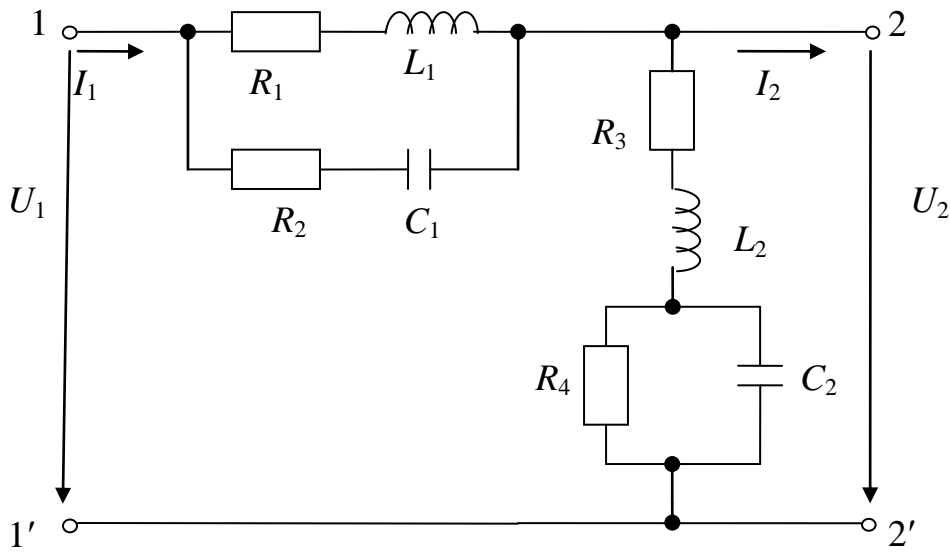 1
2
I₁
R₁
L₁
I₂
R₃
U₁
R₂
C₁
U₂
L₂
R₄
C₂
1′
2′